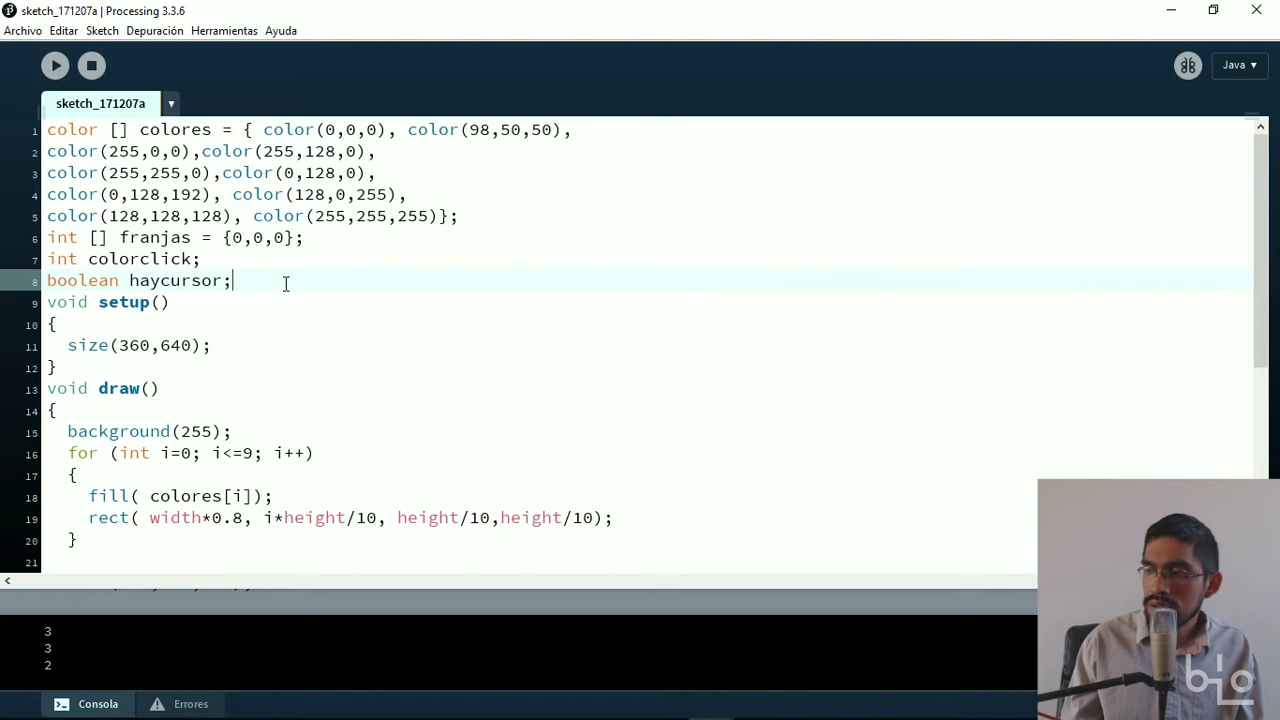 sketch_171207a | Processing 3.3.6
Archivo Editar Sketch Depuración Herramientas Ayuda
Java ▾
sketch_171207a ▾
1 color [] colores = { color(0,0,0), color(98,50,50),
2 color(255,0,0),color(255,128,0),
3 color(255,255,0),color(0,128,0),
4 color(0,128,192), color(128,0,255),
5 color(128,128,128), color(255,255,255)};
6 int [] franjas = {0,0,0};
7 int colorclick;
8 boolean haycursor;
9 void setup()
10 {
11 size(360,640);
12 }
13 void draw()
14 {
15 background(255);
16 for (int i=0; i<=9; i++)
17 {
18 fill( colores[i]);
19 rect( width*0.8, i*height/10, height/10,height/10);
20 }
21
3
3
2
Consola Errores